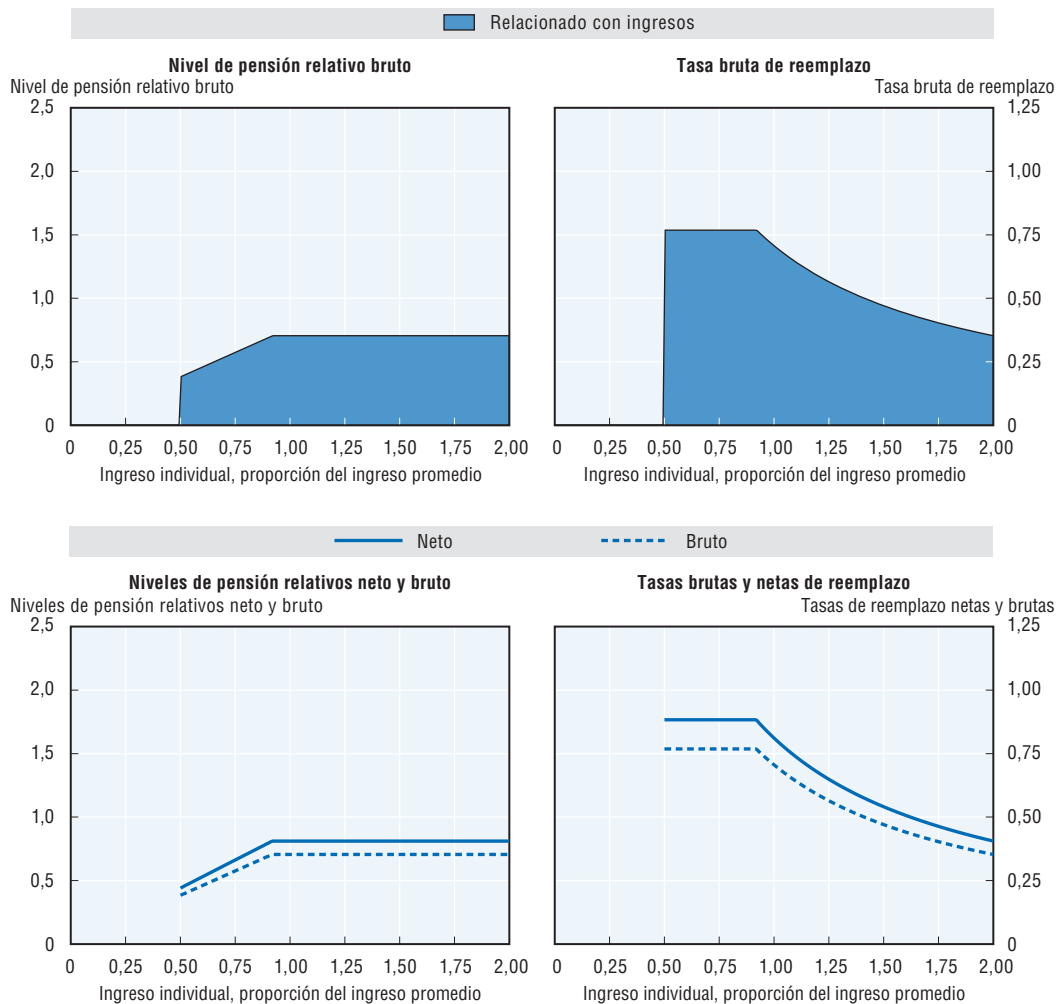 Relacionado con ingresos
Nivel de pensión relativo bruto
Nivel de pensión relativo bruto
2,5
2,0
1,5
1,0
0,5
0
0 0,25 0,50 0,75 1,00 1,25 1,50 1,75 2,00
Ingreso individual, proporción del ingreso promedio
Tasa bruta de reemplazo
Tasa bruta de reemplazo
1,25
1,00
0,75
0,50
0,25
0
0 0,25 0,50 0,75 1,00 1,25 1,50 1,75 2,00
Ingreso individual, proporción del ingreso promedio
Neto
Bruto
Niveles de pensión relativos neto y bruto
Niveles de pensión relativos neto y bruto
2,5
2,0
1,5
1,0
0,5
0
0 0,25 0,50 0,75 1,00 1,25 1,50 1,75 2,00
Ingreso individual, proporción del ingreso promedio
Tasas brutas y netas de reemplazo
Tasas de reemplazo netas y brutas
1,25
1,00
0,75
0,50
0,25
0
0 0,25 0,50 0,75 1,00 1,25 1,50 1,75 2,00
Ingreso individual, proporción del ingreso promedio